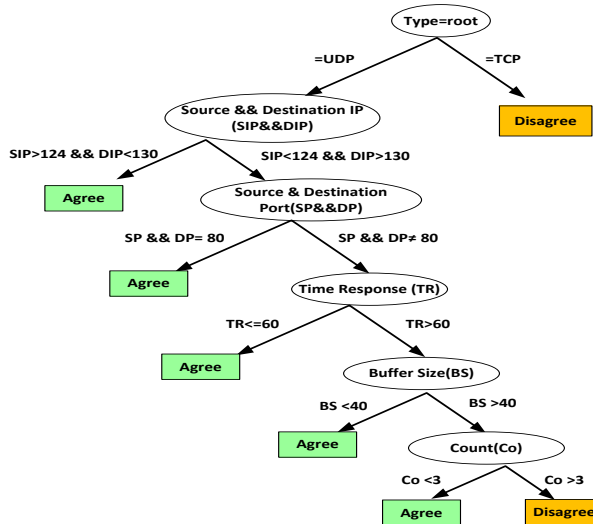 Type=root
=UDP
=TCP
Source && Destination IP
(SIP&&DIP)
Disagree
SIP>124 && DIP<130
SIP<124 && DIP>130
Agree
Source & Destination
Port(SP&&DP)
SP && DP= 80
SP && DP≠ 80
Agree
Time Response (TR)
TR<=60
TR>60
Agree
Buffer Size(BS)
BS <40
BS >40
Agree
Count(Co)
Co <3
Co >3
Agree
Disagree